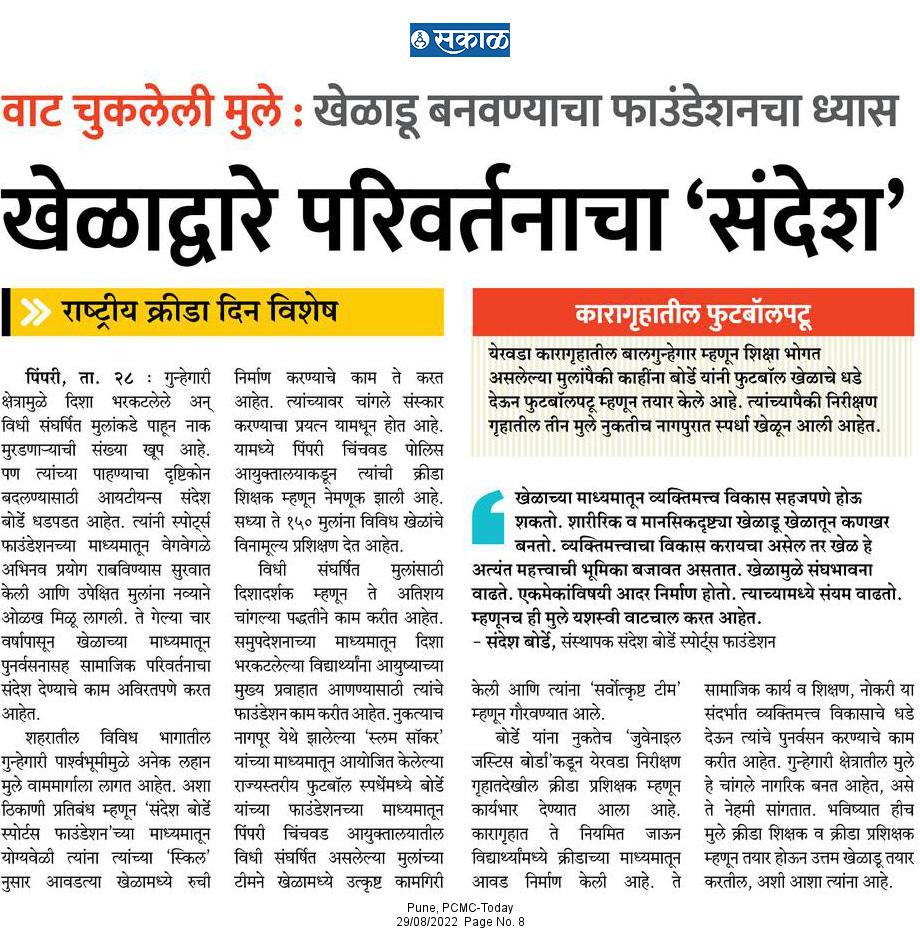 सकाळ
वाट चुकलेली मुले : खेळाडू बनवण्याचा फाउंडेशनचा ध्यास
खेळाद्वारे परिवर्तनाचा ‘संदेश’
राष्ट्रीय क्रीडा दिन विशेष
पिंपरी, ता. २८ : गुन्हेगारी
क्षेत्रामुळे दिशा भरकटलेले अन्
विधी संघर्षित मुलांकडे पाहून नाक
मुरडणाऱ्याची संख्या खूप आहे.
पण त्यांच्या पाहण्याचा दृष्टिकोन
बदलण्यासाठी आयटीयन्स संदेश
बोर्डे धडपडत आहेत. त्यांनी स्पोर्ट्स
फाउंडेशनच्या माध्यमातून वेगवेगळे
अभिनव प्रयोग राबविण्यास सुरवात
केली आणि उपेक्षित मुलांना नव्याने
ओळख मिळू लागली. ते गेल्या चार
वर्षापासून खेळाच्या माध्यमातून
पुनर्वसनासह सामाजिक परिवर्तनाचा
संदेश देण्याचे काम अविरतपणे करत
आहेत.
शहरातील विविध भागातील
गुन्हेगारी पार्श्वभूमीमुळे अनेक लहान
मुले वाममार्गाला लागत आहेत. अशा
ठिकाणी प्रतिबंध म्हणून ‘संदेश बोर्डे
स्पोर्टस फाउंडेशन’च्या माध्यमातून
योग्यवेळी त्यांना त्यांच्या ‘स्किल’
नुसार आवडत्या खेळामध्ये रुची
निर्माण करण्याचे काम ते करत
आहेत. त्यांच्यावर चांगले संस्कार
करण्याचा प्रयत्न यामधून होत आहे.
यामध्ये पिंपरी चिंचवड पोलिस
आयुक्तालयाकडून त्यांची क्रीडा
शिक्षक म्हणून नेमणूक झाली आहे.
सध्या ते १५० मुलांना विविध खेळांचे
विनामूल्य प्रशिक्षण देत आहेत.
विधी संघर्षित मुलांसाठी
दिशादर्शक म्हणून ते अतिशय
चांगल्या पद्धतीने काम करीत आहेत.
समुपदेशनाच्या माध्यमातून दिशा
भरकटलेल्या विद्यार्थ्यांना आयुष्याच्या
मुख्य प्रवाहात आणण्यासाठी त्यांचे
फाउंडेशन काम करीत आहेत. नुकत्याच
नागपूर येथे झालेल्या ‘स्लम सॉकर’
यांच्या माध्यमातून आयोजित केलेल्या
राज्यस्तरीय फुटबॉल स्पर्धेमध्ये बोर्डे
यांच्या फाउंडेशनच्या माध्यमातून
पिंपरी चिंचवड आयुक्तालयातील
विधी संघर्षित असलेल्या मुलांच्या
टीमने खेळामध्ये उत्कृष्ट कामगिरी
कारागृहातील फुटबॉलपटू
येरवडा कारागृहातील बालगुन्हेगार म्हणून शिक्षा भोगत
असलेल्या मुलांपैकी काहींना बोर्डे यांनी फुटबॉल खेळाचे धडे
देऊन फुटबॉलपटू म्हणून तयार केले आहे. त्यांच्यापैकी निरीक्षण
गृहातील तीन मुले नुकतीच नागपुरात स्पर्धा खेळून आली आहेत.
खेळाच्या माध्यमातून व्यक्तिमत्त्व विकास सहजपणे होऊ
शकतो. शारीरिक व मानसिकदृष्ट्या खेळाडू खेळातून कणखर
बनतो. व्यक्तिमत्त्वाचा विकास करायचा असेल तर खेळ हे
अत्यंत महत्त्वाची भूमिका बजावत असतात. खेळामुळे संघभावना
वाढते. एकमेकांविषयी आदर निर्माण होतो. त्याच्यामध्ये संयम वाढतो.
म्हणूनच ही मुले यशस्वी वाटचाल करत आहेत.
- संदेश बोर्डे, संस्थापक संदेश बोर्डे स्पोर्ट्स फाउंडेशन
केली आणि त्यांना ‘सर्वोत्कृष्ट टीम’
म्हणून गौरवण्यात आले.
बोर्डे यांना नुकतेच ‘जुवेनाइल
जस्टिस बोर्डा’कडून येरवडा निरीक्षण
गृहातदेखील क्रीडा प्रशिक्षक म्हणून
कार्यभार देण्यात आला आहे.
कारागृहात ते नियमित जाऊन
विद्यार्थ्यांमध्ये क्रीडाच्या माध्यमातून
आवड निर्माण केली आहे. ते
सामाजिक कार्य व शिक्षण, नोकरी या
संदर्भात व्यक्तिमत्त्व विकासाचे धडे
देऊन त्यांचे पुनर्वसन करण्याचे काम
करीत आहेत. गुन्हेगारी क्षेत्रातील मुले
हे चांगले नागरिक बनत आहेत, असे
ते नेहमी सांगतात. भविष्यात हीच
मुले क्रीडा शिक्षक व क्रीडा प्रशिक्षक
म्हणून तयार होऊन उत्तम खेळाडू तयार
करतील, अशी आशा त्यांना आहे.
Pune, PCMC-Today
29/08/2022 Page No. 8